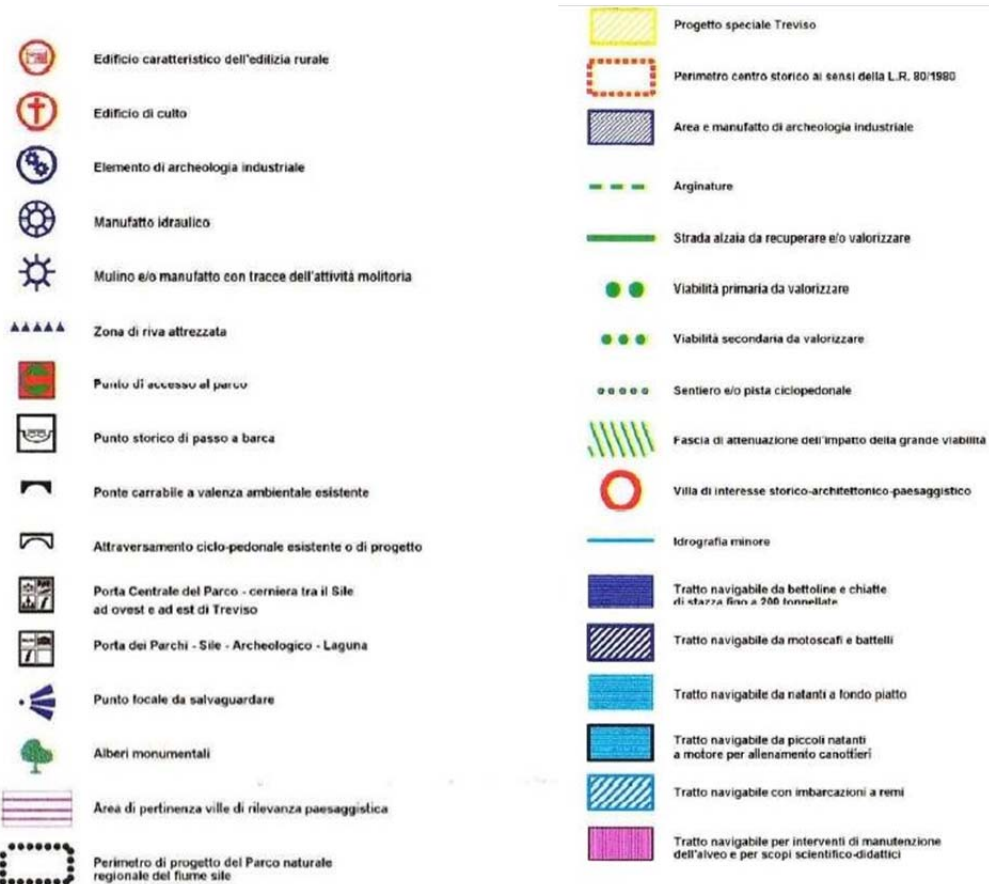 Edificio caratteristico dell'edilizia rurale
Edificio di culto
Elemento di archeologia industriale
Manufatto idraulico
Mulino e/o manufatto con tracce dell'attività molitoria
Zona di riva attrezzata
Punto di accesso al parco
Punto storico di passo a barca
Ponte carrabile a valenza ambientale esistente
Attraversamento ciclo-pedonale esistente o di progetto
Porta Centrale del Parco - cerniera tra il Sile
ad ovest e ad est di Treviso
Porta dei Parchi - Sile - Archeologico - Laguna
Punto focale da salvaguardare
Alberi monumentali
Area di pertinenza ville di rilevanza paesaggistica
Perimetro di progetto del Parco naturale
regionale del fiume sile
Progetto speciale Treviso
Perimetro centro storico ai sensi della L.R. 80/1980
Area e manufatto di archeologia industriale
Arginature
Strada alzaia da recuperare e/o valorizzare
Viabilità primaria da valorizzare
Viabilità secondaria da valorizzare
Sentiero e/o pista ciclopedonale
Fascia di attenuazione dell'impatto della grande viabilità
Villa di interesse storico-architettonico-paesaggistico
Idrografia minore
Tratto navigabile da bettoline e chiatte
di stazza fino a 200 tonnellate
Tratto navigabile da motoscafi e battelli
Tratto navigabile da natanti a fondo piatto
Tratto navigabile da piccoli natanti
a motore per allenamento canottieri
Tratto navigabile con imbarcazioni a remi
Tratto navigabile per interventi di manutenzione
dell'alveo e per scopi scientifico-didattici